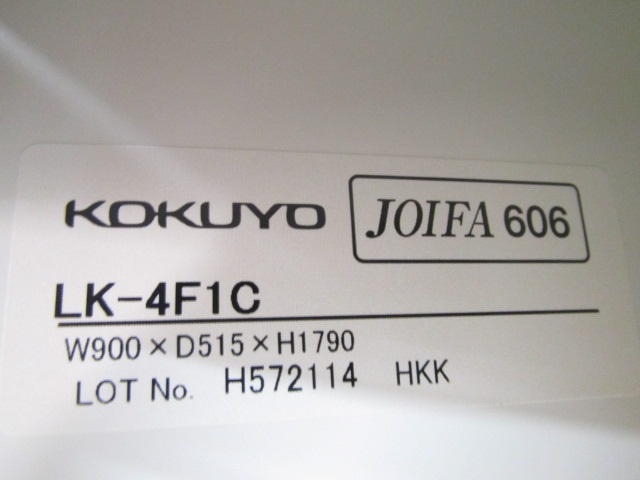 KOKUYO JOIFA 606
LK-4F1C
W900×D515×H1790
LOT No. H572114 HKK